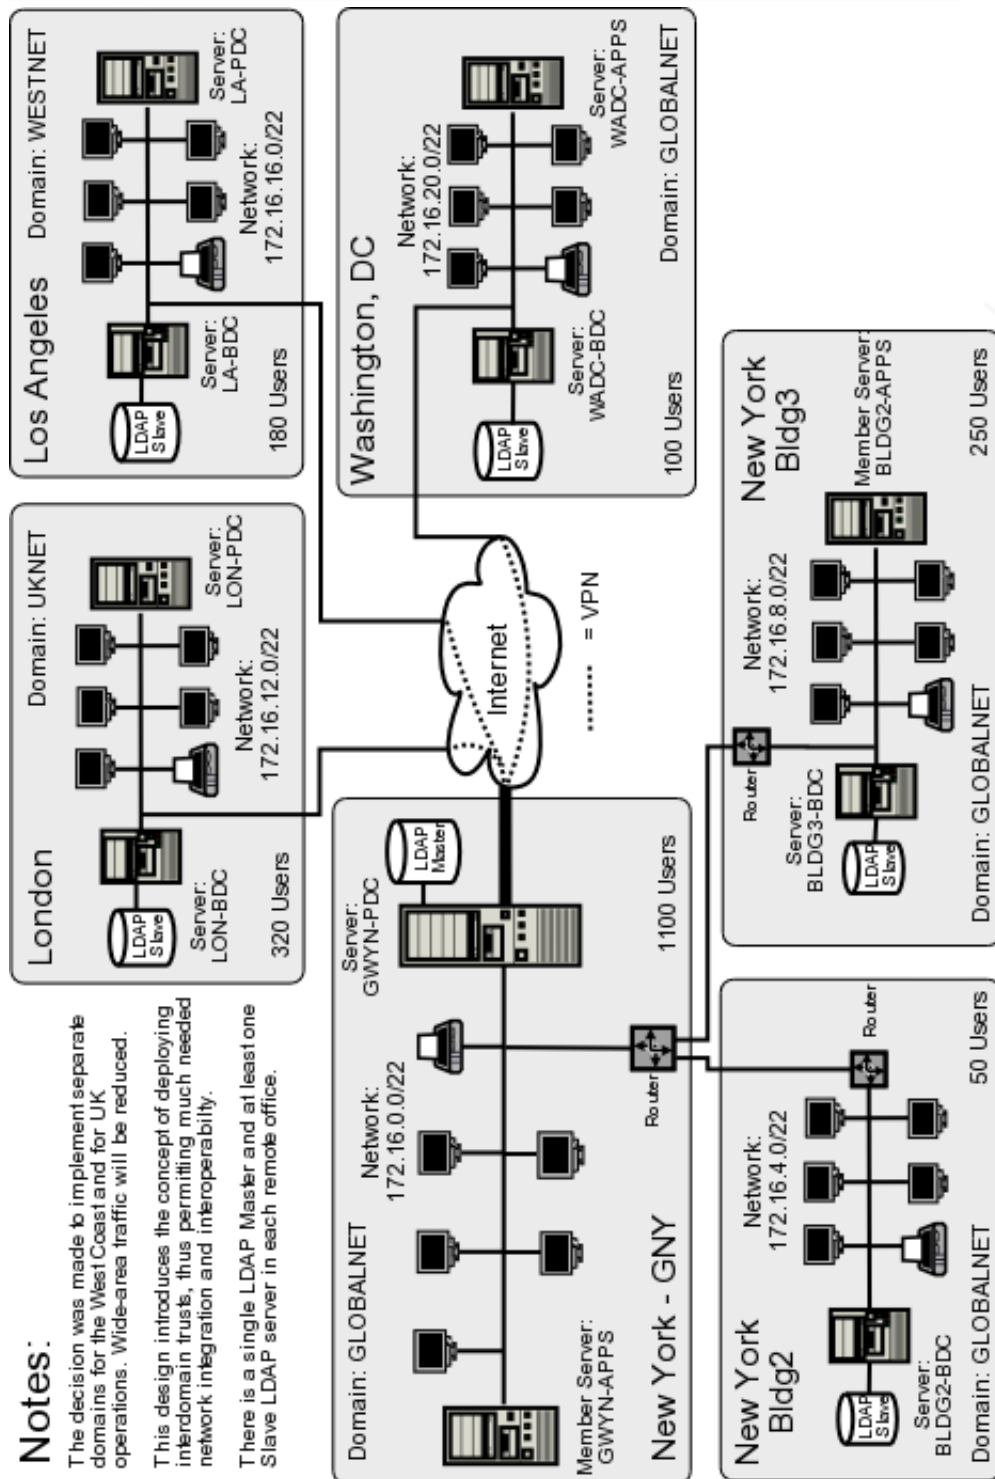 Notes:
The decision was made to implement separate
domains for the West Coast and for UK
operations. Wide-area traffic will be reduced.
This design introduces the concept of deploying
interdomain trusts, thus permitting much needed
network integration and interoperabilty.
There is a single LDAP Master and at least one
Slave LDAP server in each remote office.
London
Domain: UKNET
LDAP
Slave
Server:
LON-BDC
Server:
LON-PDC
Network:
172.16.12.0/22
320 Users
Los Angeles
Domain: WESTNET
LDAP
Slave
Server:
LA-BDC
Server:
LA-PDC
Network:
172.16.16.0/22
180 Users
Domain: GLOBALNET
Network:
172.16.0.0/22
Server:
GWYN-PDC
LDAP
Master
Member Server:
GWYN-APPS
Router
New York - GNY
1100 Users
Internet
= VPN
Washington, DC
Network:
172.16.20.0/22
LDAP
Slave
Server:
WADC-BDC
Server:
WADC-APPS
100 Users
Domain: GLOBALNET
New York
Bldg2
Network:
172.16.4.0/22
Router
LDAP
Slave
Server:
BLDG2-BDC
Domain: GLOBALNET
50 Users
Router
New York
Bldg3
Network:
172.16.8.0/22
Server:
BLDG3-BDC
LDAP
Slave
Member Server:
BLDG2-APPS
Domain: GLOBALNET
250 Users